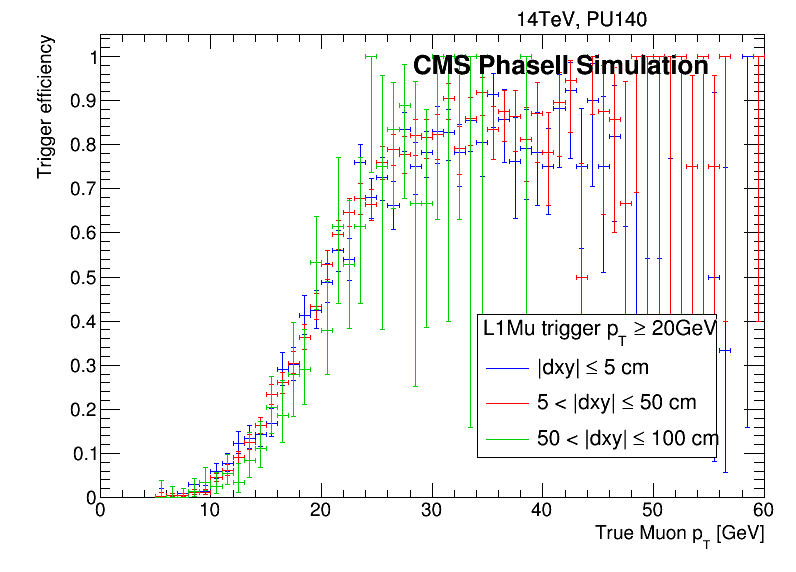 14TeV, PU140
CMS PhaseII Simulation
Trigger efficiency
1
0.9
0.8
0.7
0.6
0.5
0.4
0.3
0.2
0.1
0
L1Mu trigger p_T ≥ 20GeV
|dxy| ≤ 5 cm
5 < |dxy| ≤ 50 cm
50 < |dxy| ≤ 100 cm
0 10 20 30 40 50 60
True Muon p_T [GeV]